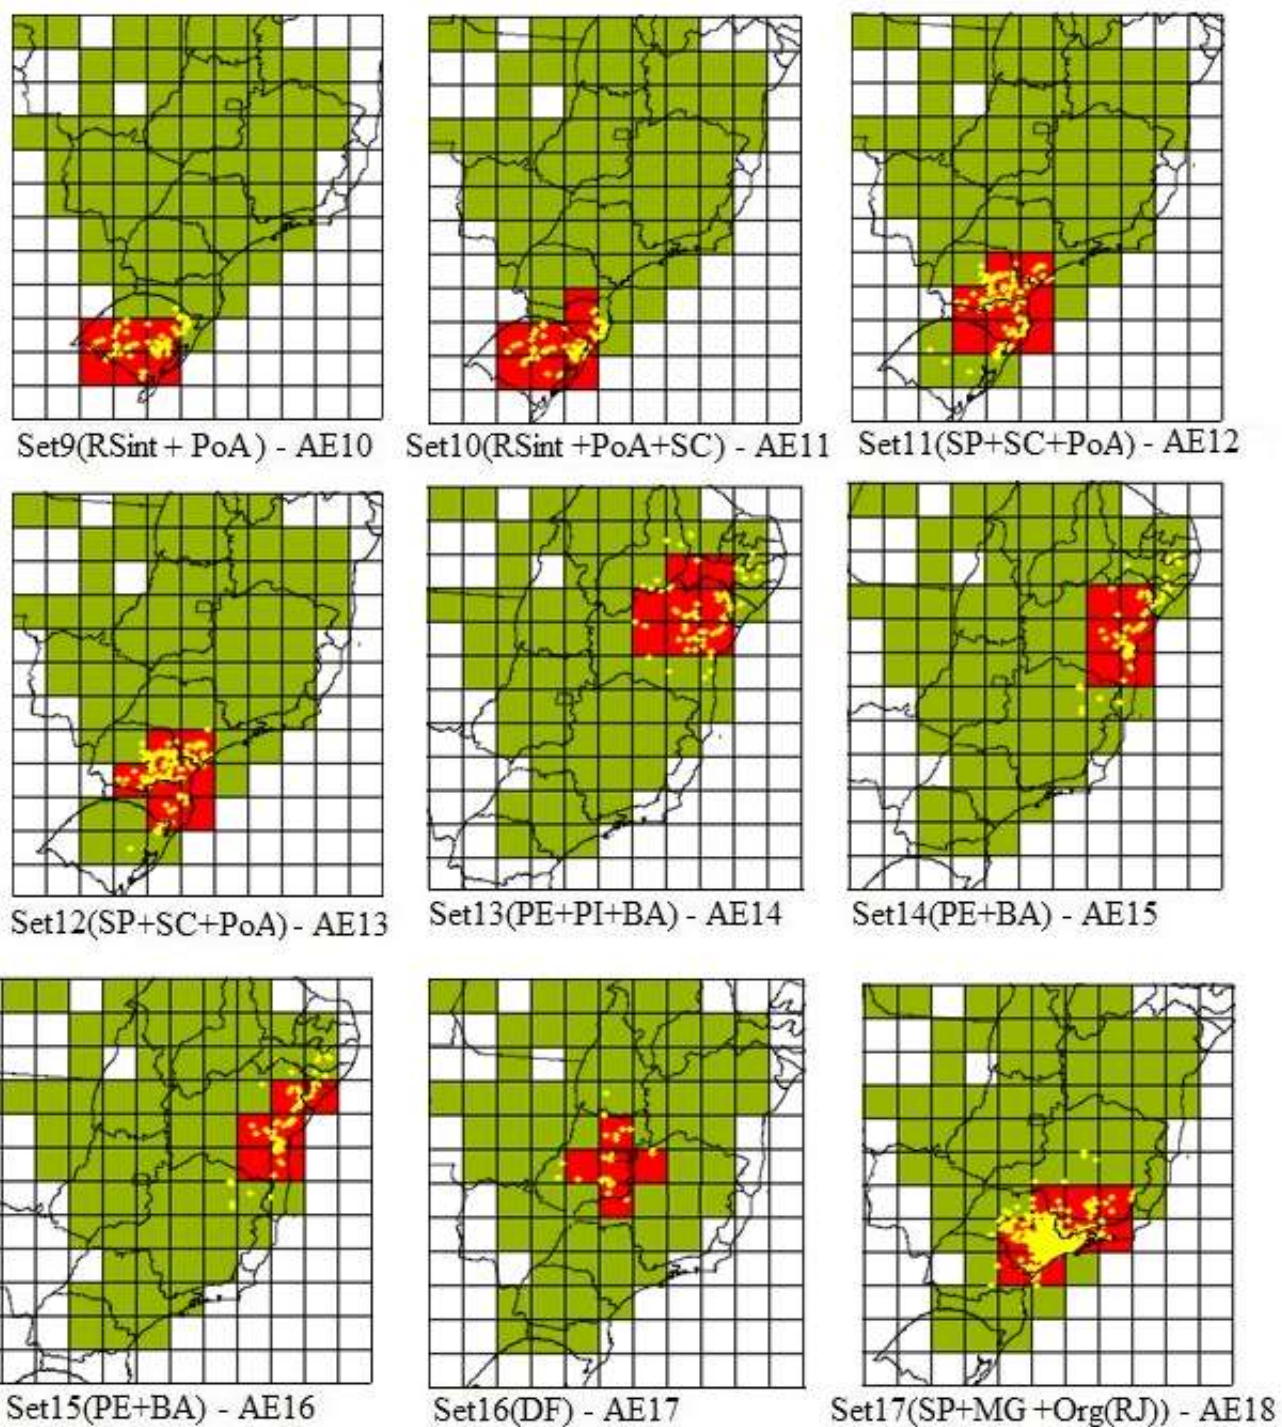 Set9(RSint + PoA) - AE10
Set10(RSint +PoA+SC) - AE11
Set11(SP+SC+PoA) - AE12
Set12(SP+SC+PoA) - AE13
Set13(PE+PI+BA) - AE14
Set14(PE+BA) - AE15
Set15(PE+BA) - AE16
Set16(DF) - AE17
Set17(SP+MG +Org(RJ)) - AE18